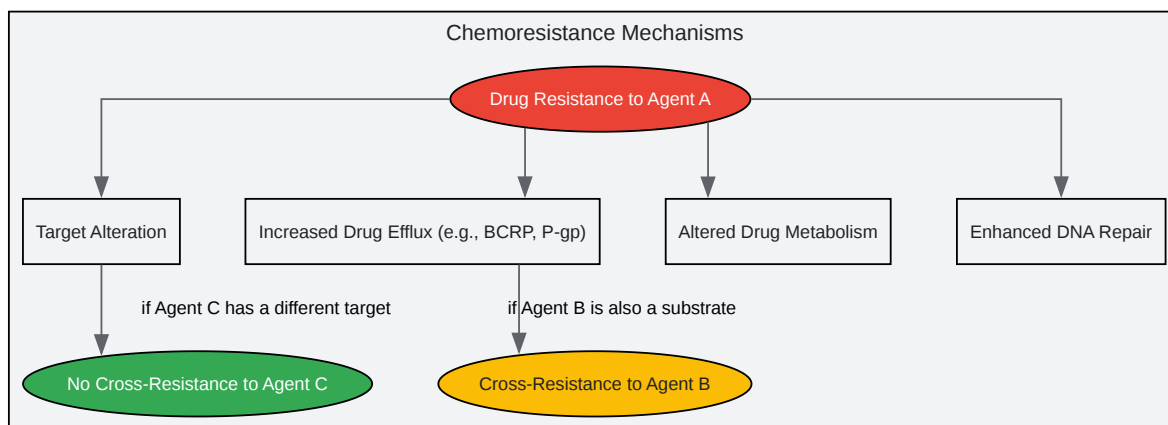 Chemoresistance Mechanisms
Drug Resistance to Agent A
Target Alteration
Increased Drug Efflux (e.g., BCRP, P-gp)
Altered Drug Metabolism
Enhanced DNA Repair
if Agent C has a different target
if Agent B is also a substrate
No Cross-Resistance to Agent C
Cross-Resistance to Agent B